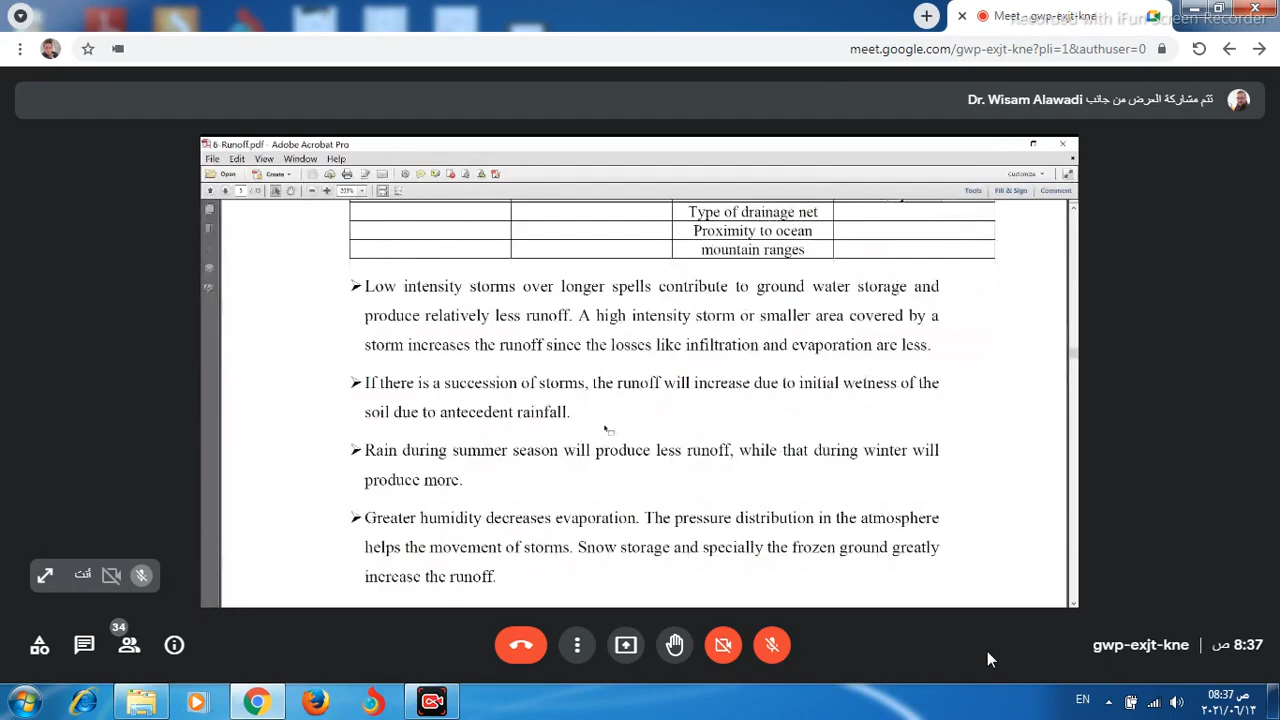 Meet - gwp-exjt-kne
Recorded with iFun Screen Recorder
meet.google.com/gwp-exjt-kne?pli=1&authuser=0
تتم مشاركة العرض من جانب Dr. Wisam Alawadi
6-Runoff.pdf - Adobe Acrobat Pro
File Edit View Window Help
Open Create Customize
Tools Fill & Sign Comment
Type of drainage net
Proximity to ocean
mountain ranges
➢ Low intensity storms over longer spells contribute to ground water storage and
produce relatively less runoff. A high intensity storm or smaller area covered by a
storm increases the runoff since the losses like infiltration and evaporation are less.
➢ If there is a succession of storms, the runoff will increase due to initial wetness of the
soil due to antecedent rainfall.
➢ Rain during summer season will produce less runoff, while that during winter will
produce more.
➢ Greater humidity decreases evaporation. The pressure distribution in the atmosphere
helps the movement of storms. Snow storage and specially the frozen ground greatly
increase the runoff.
أنت
34
gwp-exjt-kne
8:37 ص
EN
08:37 ص
٢٠٢١/٠٦/١٣